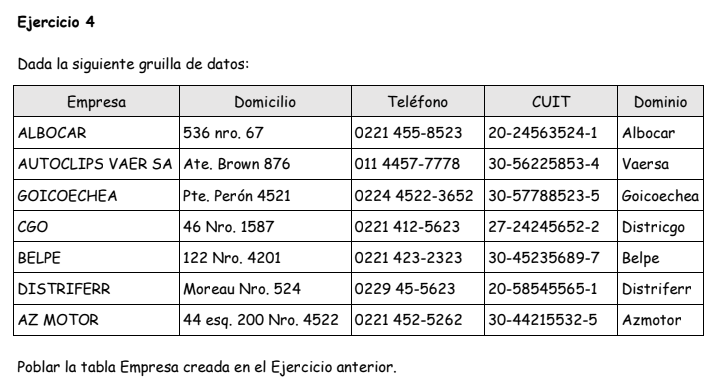 Ejercicio 4
Dada la siguiente gruilla de datos:
Empresa Domicilio Teléfono CUIT Dominio
ALBOCAR 536 nro. 67 0221 455-8523 20-24563524-1 Albocar
AUTOCLIPS VAER SA Ate. Brown 876 011 4457-7778 30-56225853-4 Vaersa
GOICOECHEA Pte. Perón 4521 0224 4522-3652 30-57788523-5 Goicoechea
CGO 46 Nro. 1587 0221 412-5623 27-24245652-2 Districgo
BELPE 122 Nro. 4201 0221 423-2323 30-45235689-7 Belpe
DISTRIFERR Moreau Nro. 524 0229 45-5623 20-58545565-1 Distriferr
AZ MOTOR 44 esq. 200 Nro. 4522 0221 452-5262 30-44215532-5 Azmotor
Poblar la tabla Empresa creada en el Ejercicio anterior.